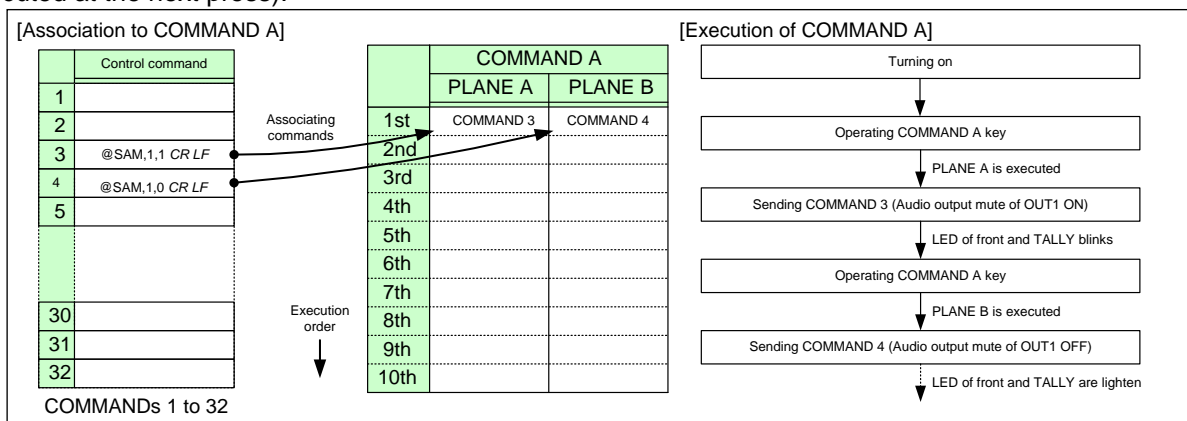 at the next press).
[Association to COMMAND A]
Control command
1
2
3 @SAM,1,1 CR LF
4 @SAM,1,0 CR LF
5
30
31
32
COMMANDs 1 to 32
Associating
commands
Execution
order
COMMAND A
PLANE A PLANE B
1st COMMAND 3 COMMAND 4
2nd
3rd
4th
5th
6th
7th
8th
9th
10th
[Execution of COMMAND A]
Turning on
Operating COMMAND A key
PLANE A is executed
Sending COMMAND 3 (Audio output mute of OUT1 ON)
LED of front and TALLY blinks
Operating COMMAND A key
PLANE B is executed
Sending COMMAND 4 (Audio output mute of OUT1 OFF)
LED of front and TALLY are lighten